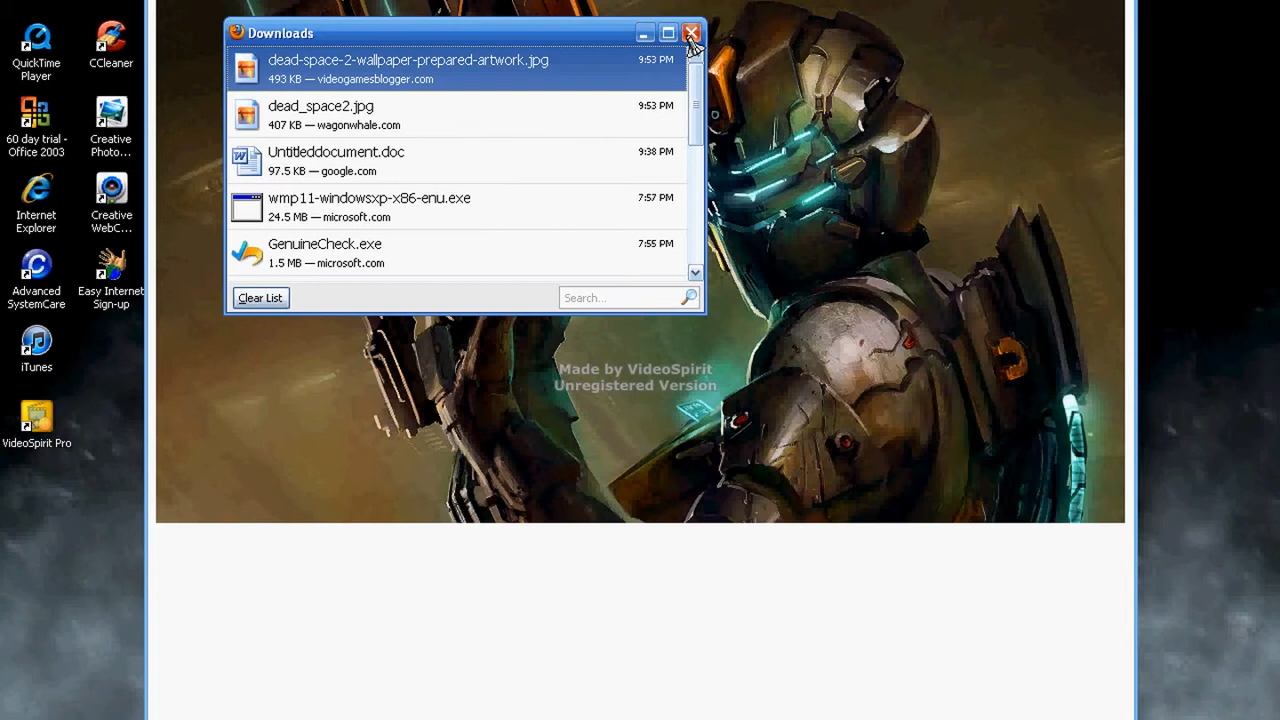 QuickTime
Player
CCleaner
60 day trial -
Office 2003
Creative
Photo...
Internet
Explorer
Creative
WebC...
Advanced
SystemCare
Easy Internet
Sign-up
iTunes
VideoSpirit Pro
Downloads
dead-space-2-wallpaper-prepared-artwork.jpg
9:53 PM
493 KB — videogamesblogger.com
dead_space2.jpg
9:53 PM
407 KB — wagonwhale.com
Untitleddocument.doc
9:38 PM
97.5 KB — google.com
wmp11-windowsxp-x86-enu.exe
7:57 PM
24.5 MB — microsoft.com
GenuineCheck.exe
7:55 PM
1.5 MB — microsoft.com
Clear List
Search...
Made by VideoSpirit
Unregistered Version